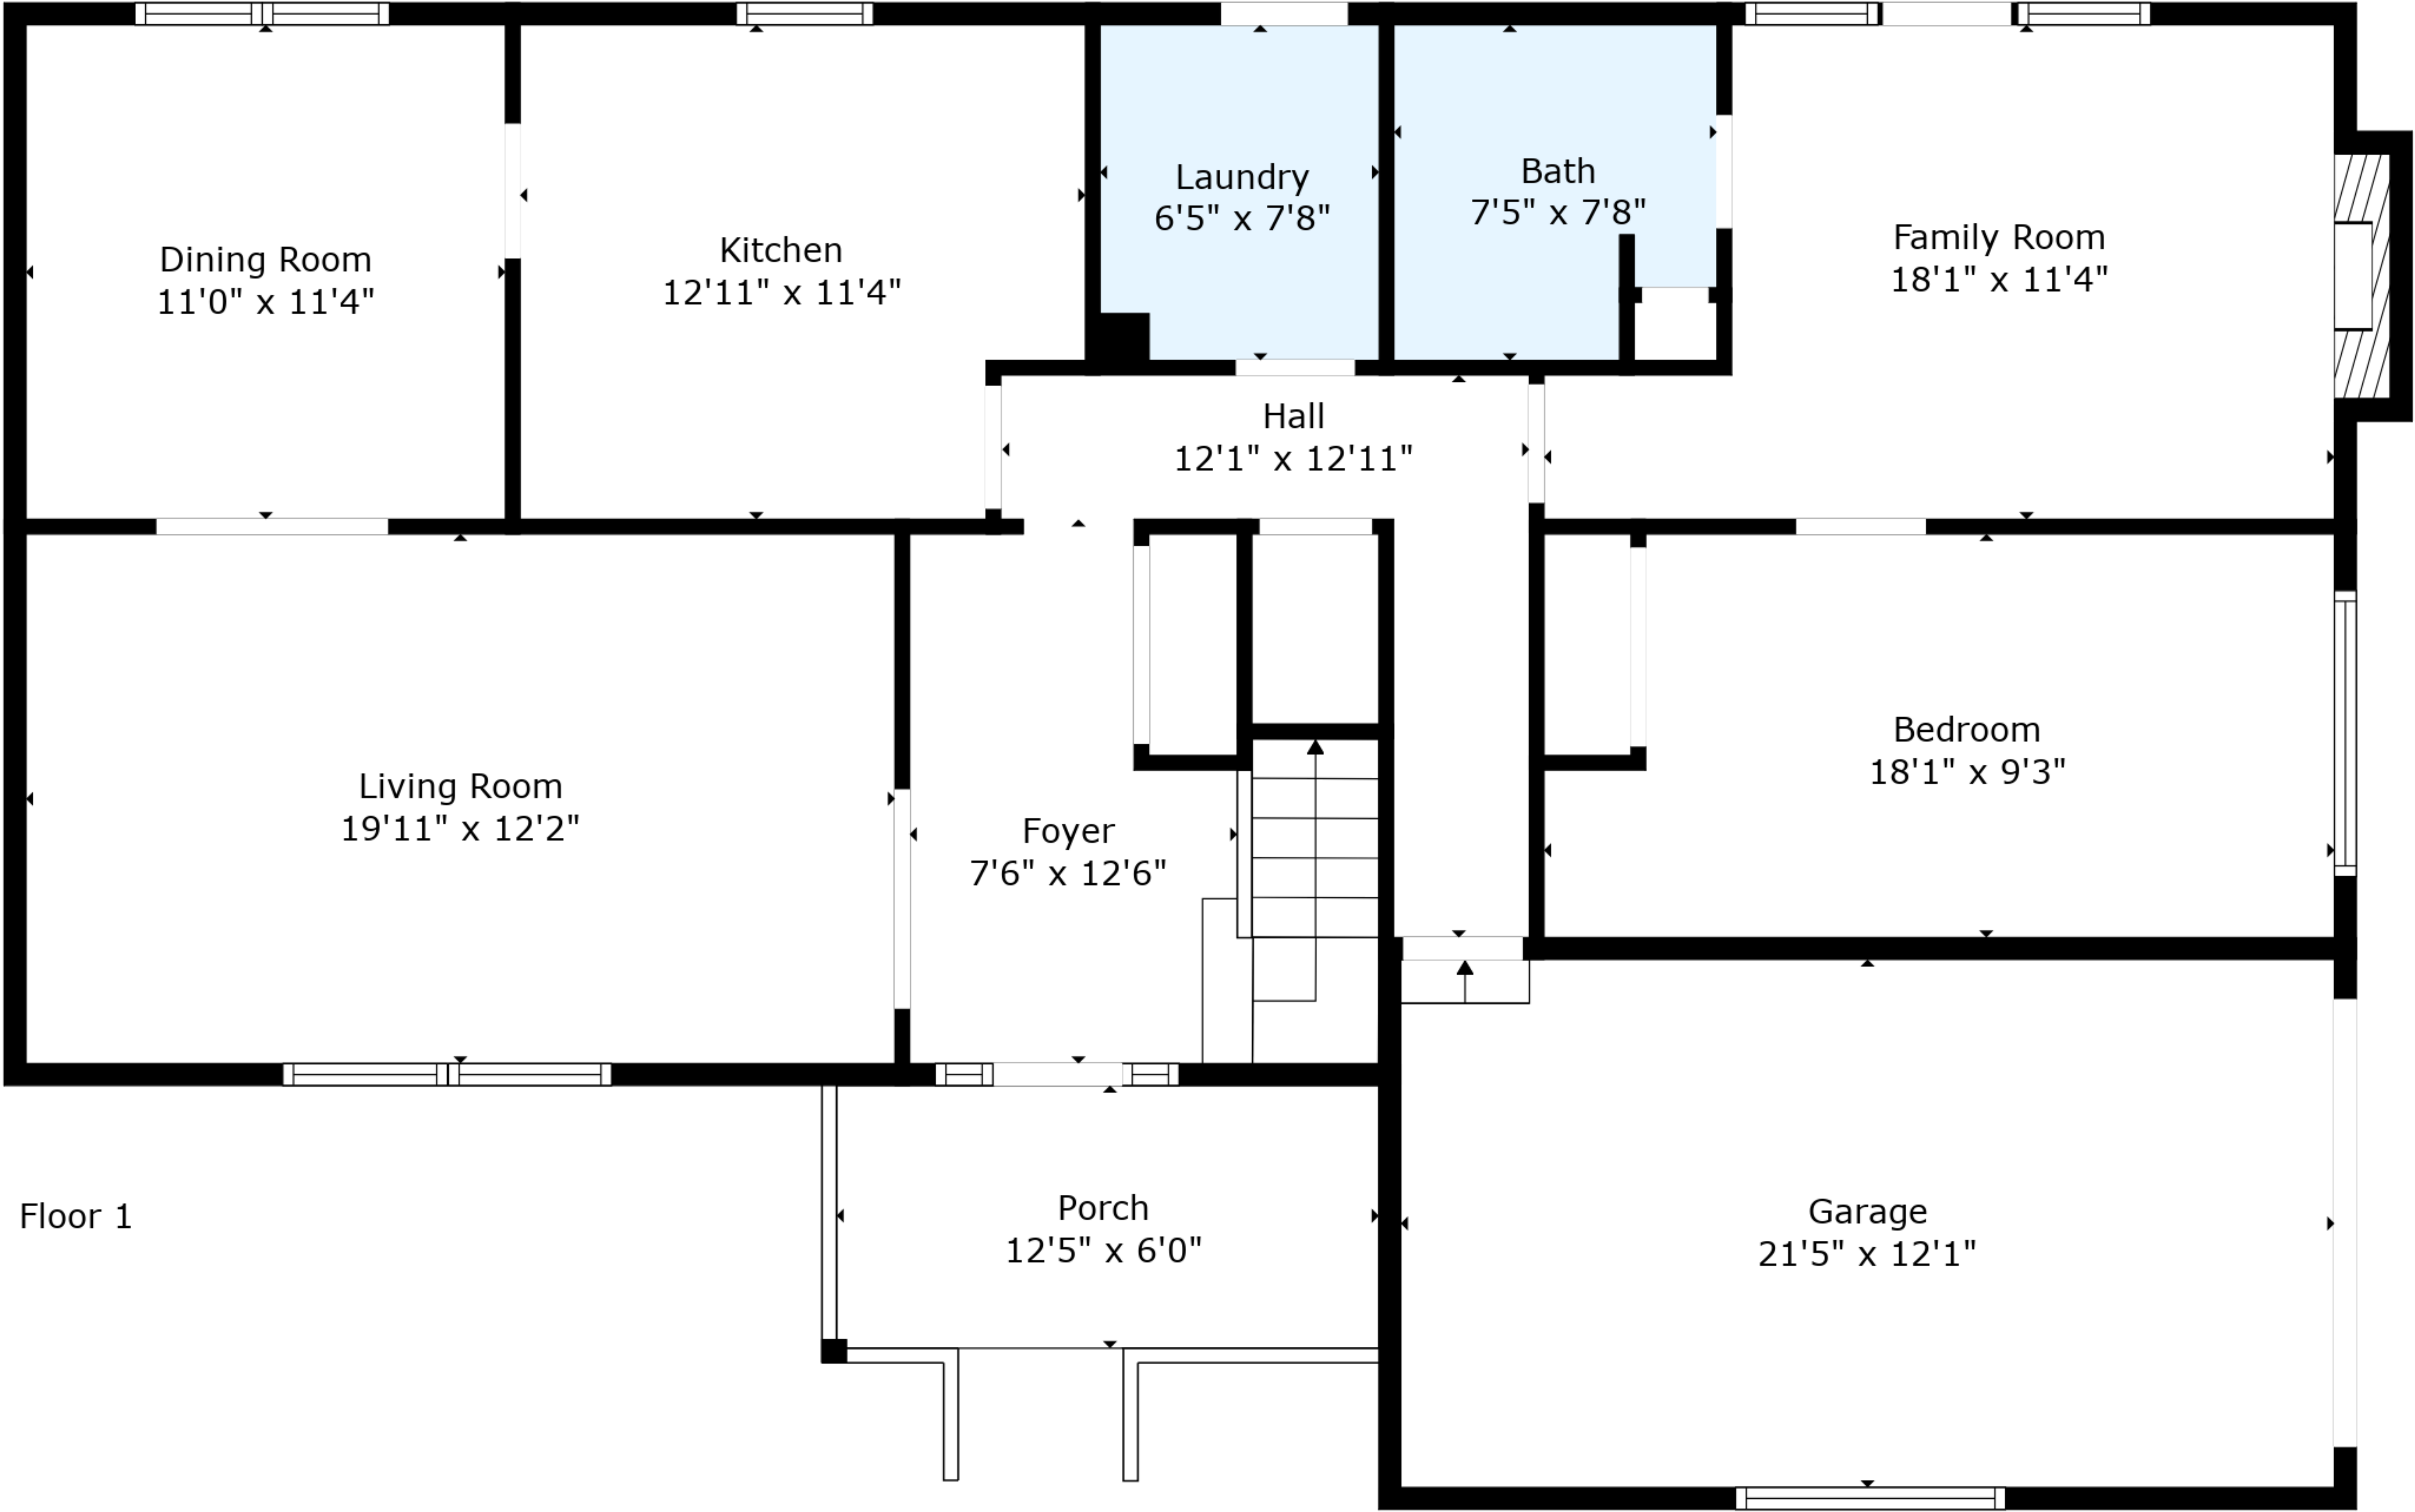 Laundry
6'5" x 7'8"
Bath
7'5" x 7'8"
Family Room
18'1" x 11'4"
Kitchen
12'11" x 11'4"
Dining Room
11'0" x 11'4"
Hall
12'1" x 12'11"
Bedroom
18'1" x 9'3"
Living Room
19'11" x 12'2"
Foyer
7'6" x 12'6"
Porch
12'5" x 6'0"
Garage
21'5" x 12'1"
Floor 1